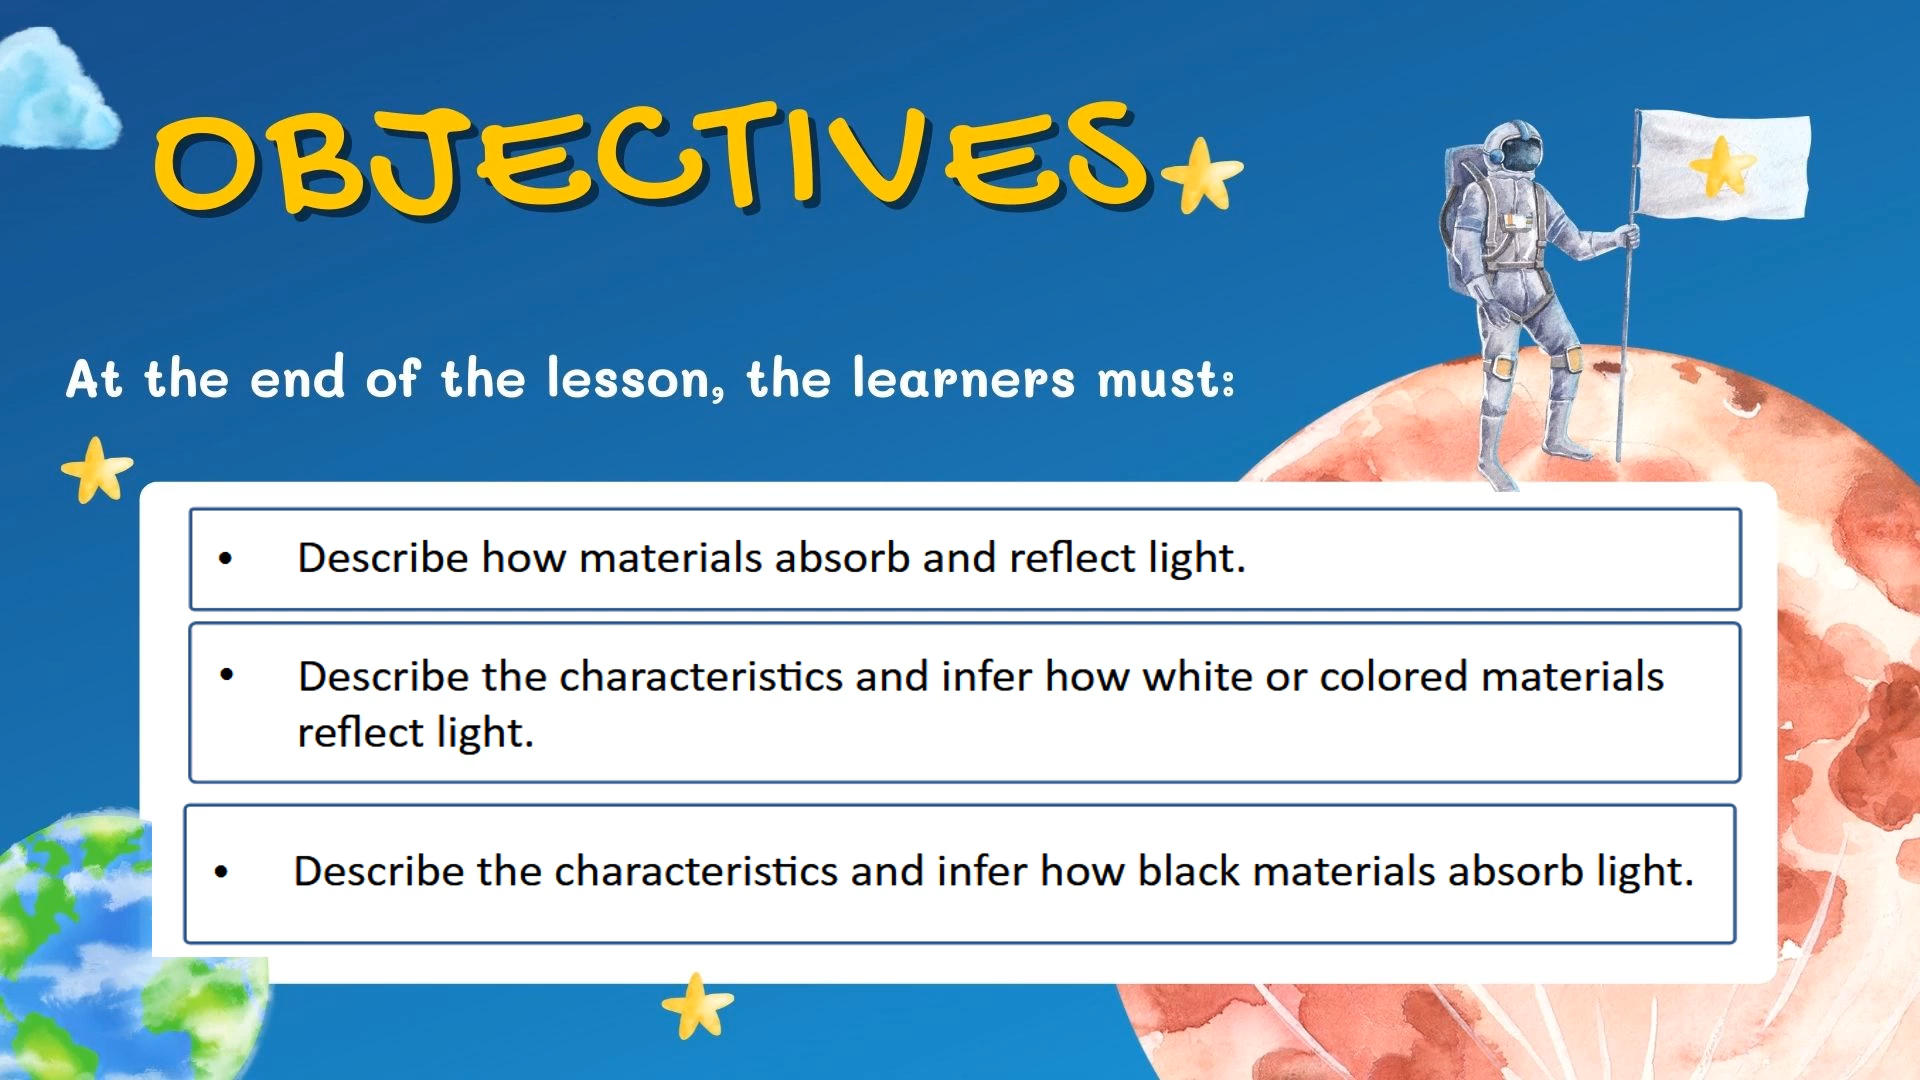 OBJECTIVES
At the end of the lesson, the learners must:
• Describe how materials absorb and reflect light.
• Describe the characteristics and infer how white or colored materials
reflect light.
• Describe the characteristics and infer how black materials absorb light.